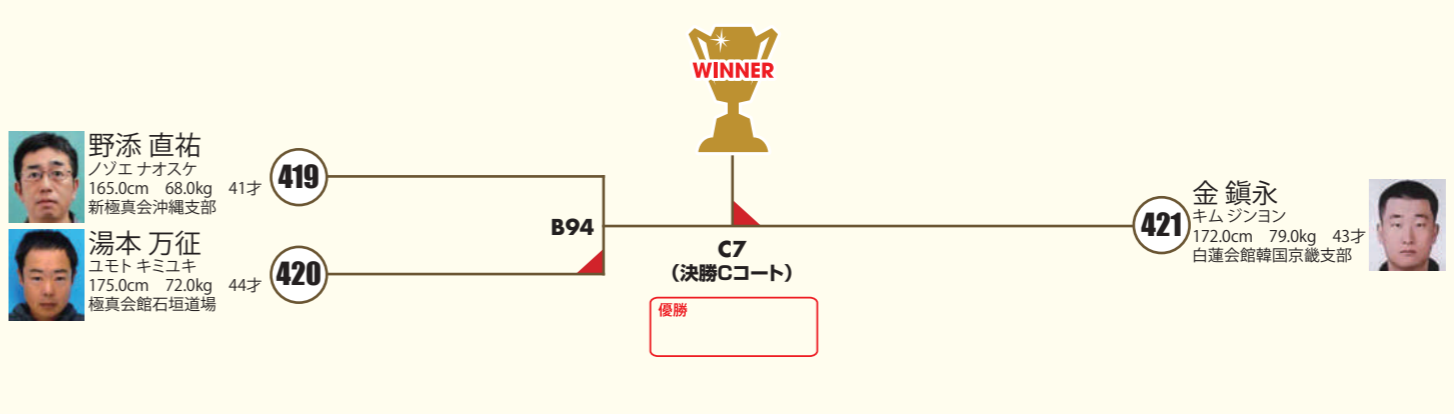 WINNER
野添 直祐
ノゾエ ナオスケ
165.0cm 68.0kg 41才
新極真会沖縄支部
419
湯本 万征
ユモト キミユキ
175.0cm 72.0kg 44才
極真会館石垣道場
420
B94
C7
（決勝Cコート）
優勝
421
金 鎭永
キム ジンヨン
172.0cm 79.0kg 43才
白蓮会館韓国京畿支部